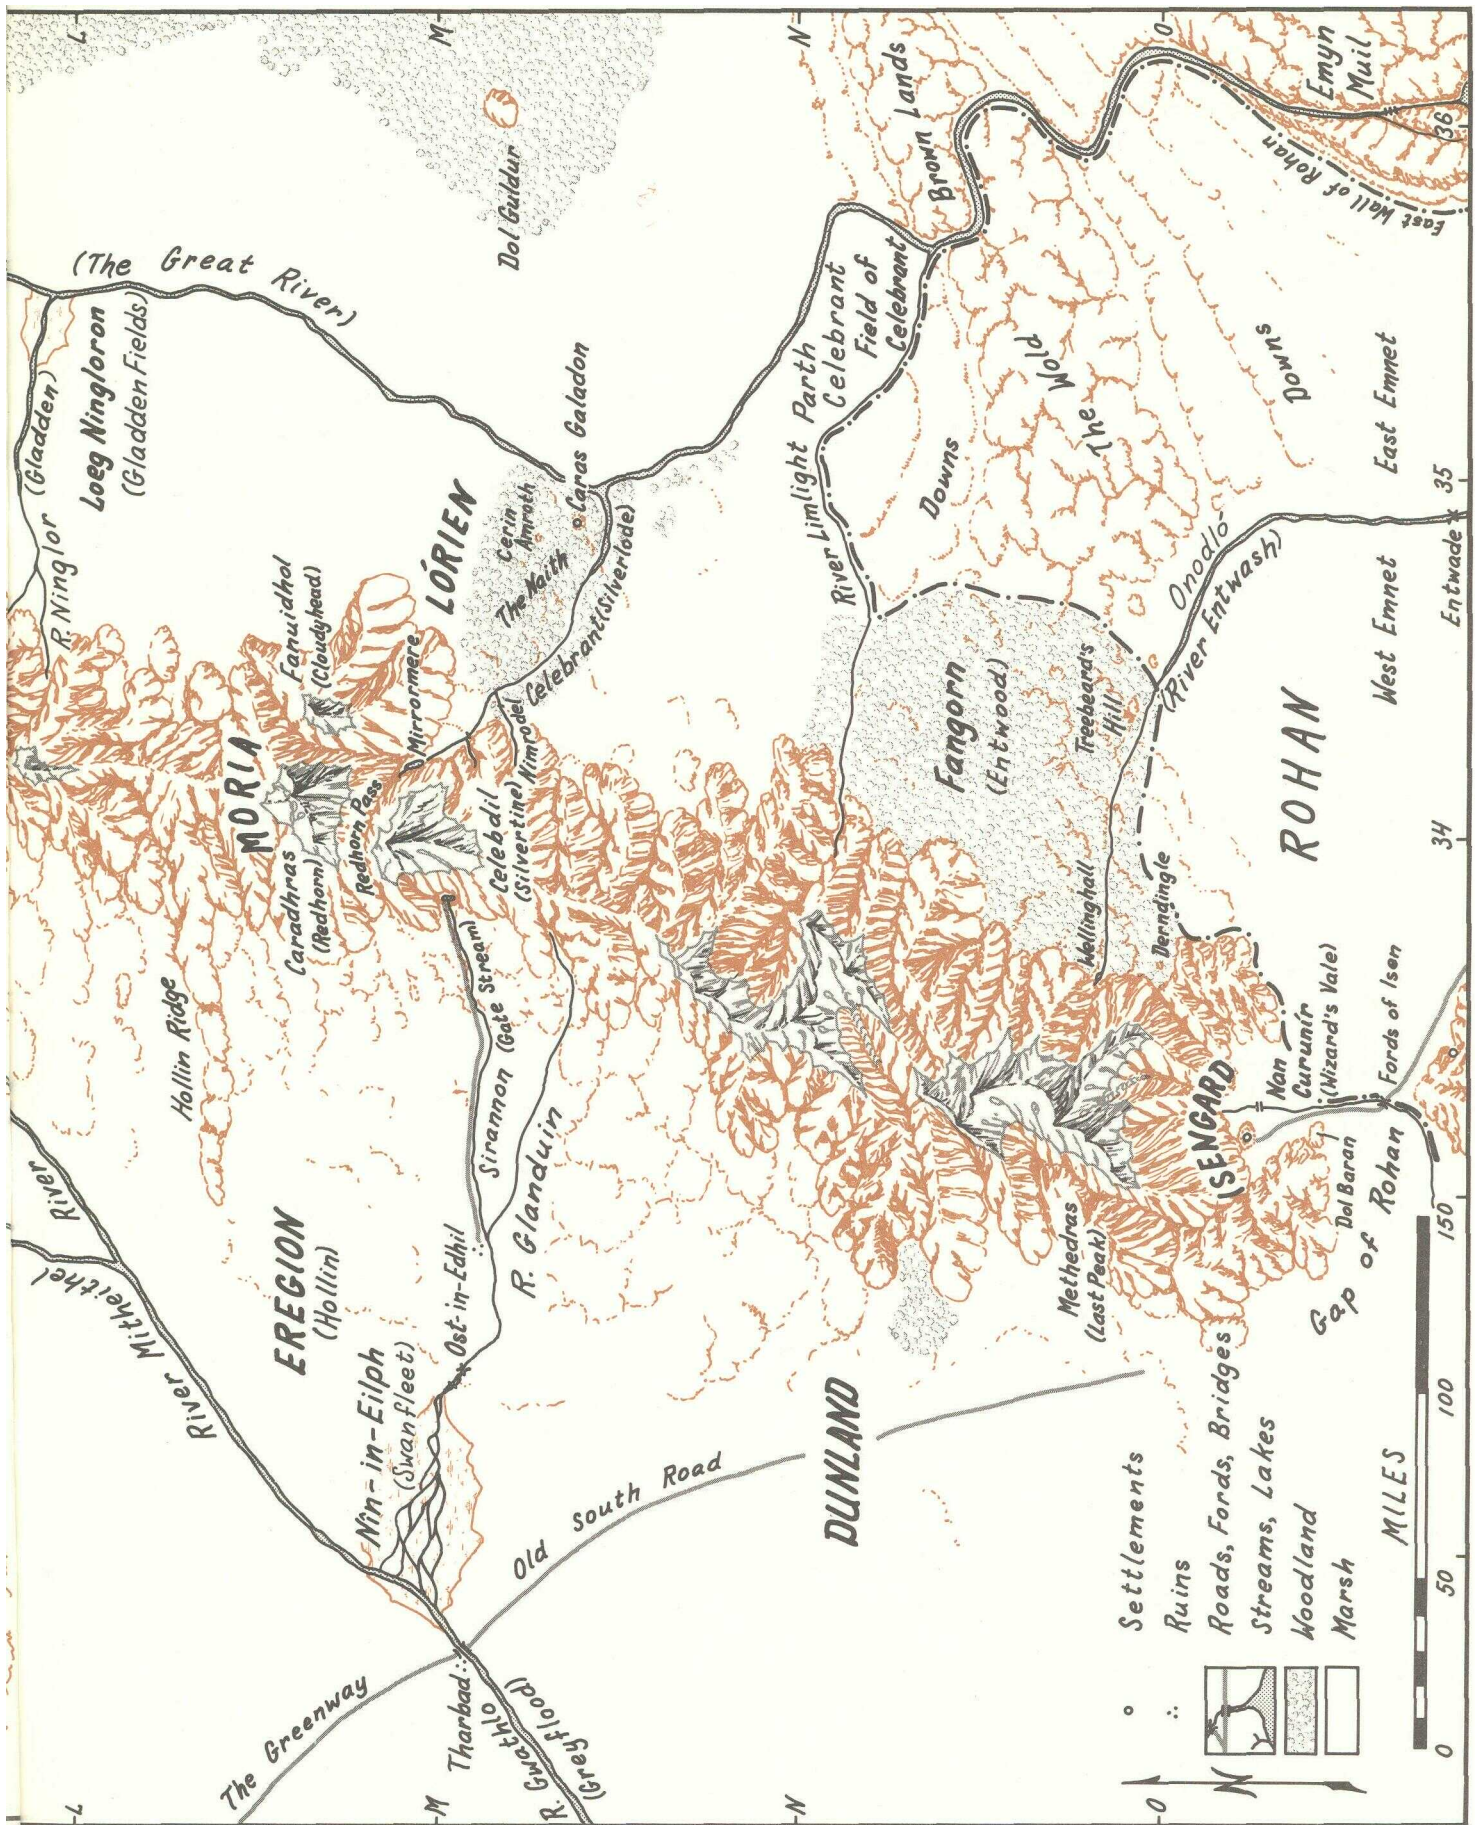 L
M
N
O
(The Great River)
R. Ninglor (Gladden)
Loeg Ningloron
(Gladden Fields)
Dol Guldur
Brown Lands
Emyn
Muil
36
East Wall of Rohan
Parth
Celebrant
Field of
Celebrant
River Limlight
The Wold
Downs
Downs
East Emnet
35
Caras Galadon
Cerin
Amroth
The Naith
LÓRIEN
Celebrant (Silverlode)
Nimrodel
Mirrormere
Fanuidhol
(Cloudyhead)
MORIA
Caradhras
(Redhorn)
Redhorn Pass
Celebdil
(Silvertine)
Onodló
(River Entwash)
Entwade
West Emnet
ROHAN
34
Fangorn
(Entwood)
Treebeard's
Hill
Wellinghall
Derndingle
Hollin Ridge
Sirannon (Gate Stream)
R. Glanduin
Ost-in-Edhil
EREGION
(Hollin)
River
Mitheithel
River
Nîn-in-Eilph
(Swanfleet)
Nan
Curunír
(Wizard's Vale)
Fords of Isen
ISENGARD
Dol Baran
Gap of Rohan
Methedras
(Last Peak)
DUNLAND
Old South Road
The Greenway
Tharbad
R. Gwathlo
(Greyflood)
Settlements
Ruins
Roads, Fords, Bridges
Streams, Lakes
Woodland
Marsh
N
MILES
0 50 100 150
L
M
N
O